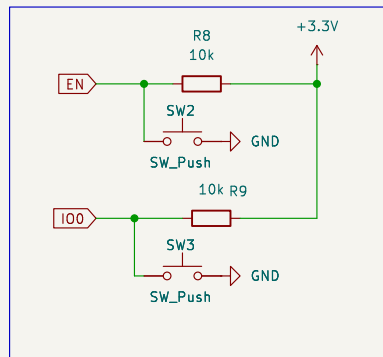 +3.3V
R8
10k
EN
SW2
GND
SW_Push
10k R9
IO0
SW3
GND
SW_Push